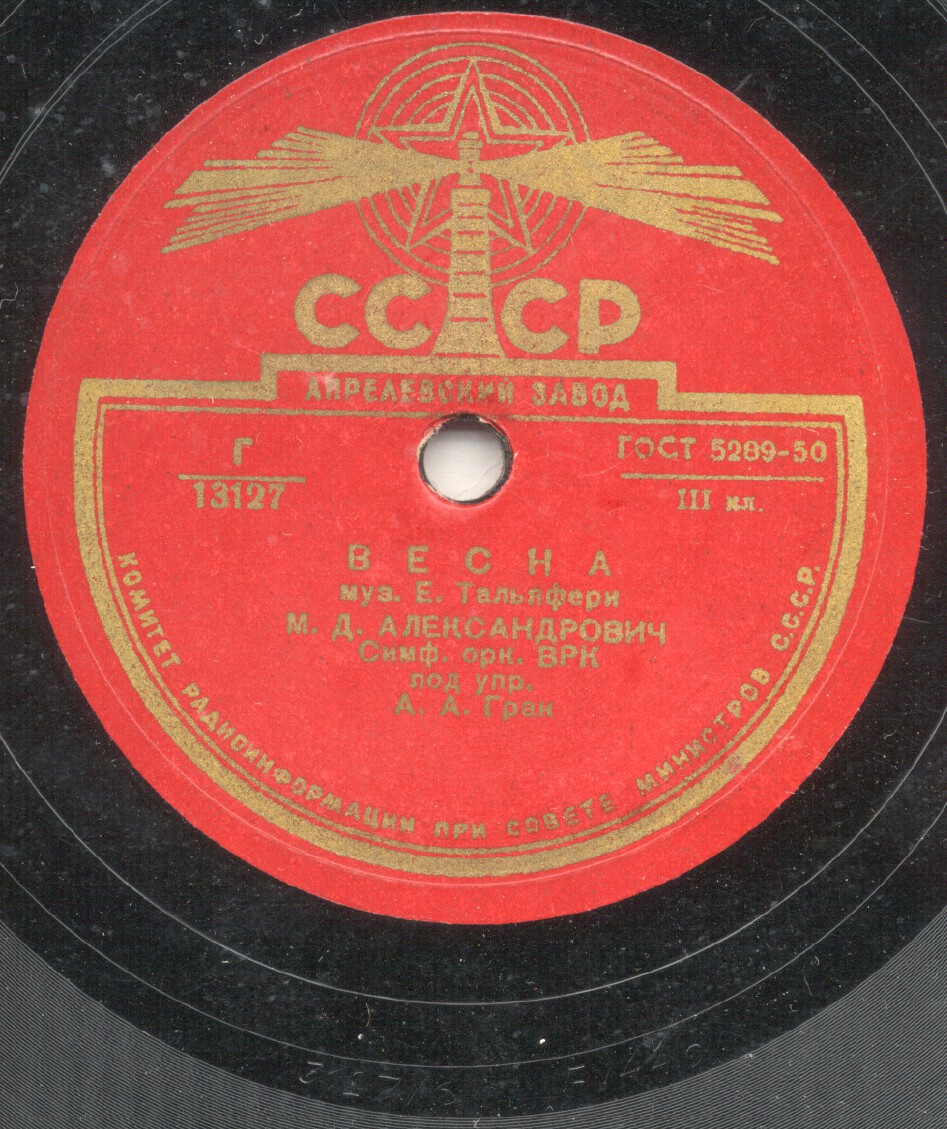 СССР
АПРЕЛЕВСКИЙ ЗАВОД
Г
13127
ГОСТ 5289-50
III кл.
ВЕСНА
муз. Е. Тальяфери
М. Д. АЛЕКСАНДРОВИЧ
Симф. орк. ВРК
под упр.
А. А. Гран
КОМИТЕТ РАДИОИНФОРМАЦИИ ПРИ СОВЕТЕ МИНИСТРОВ С.С.С.Р.